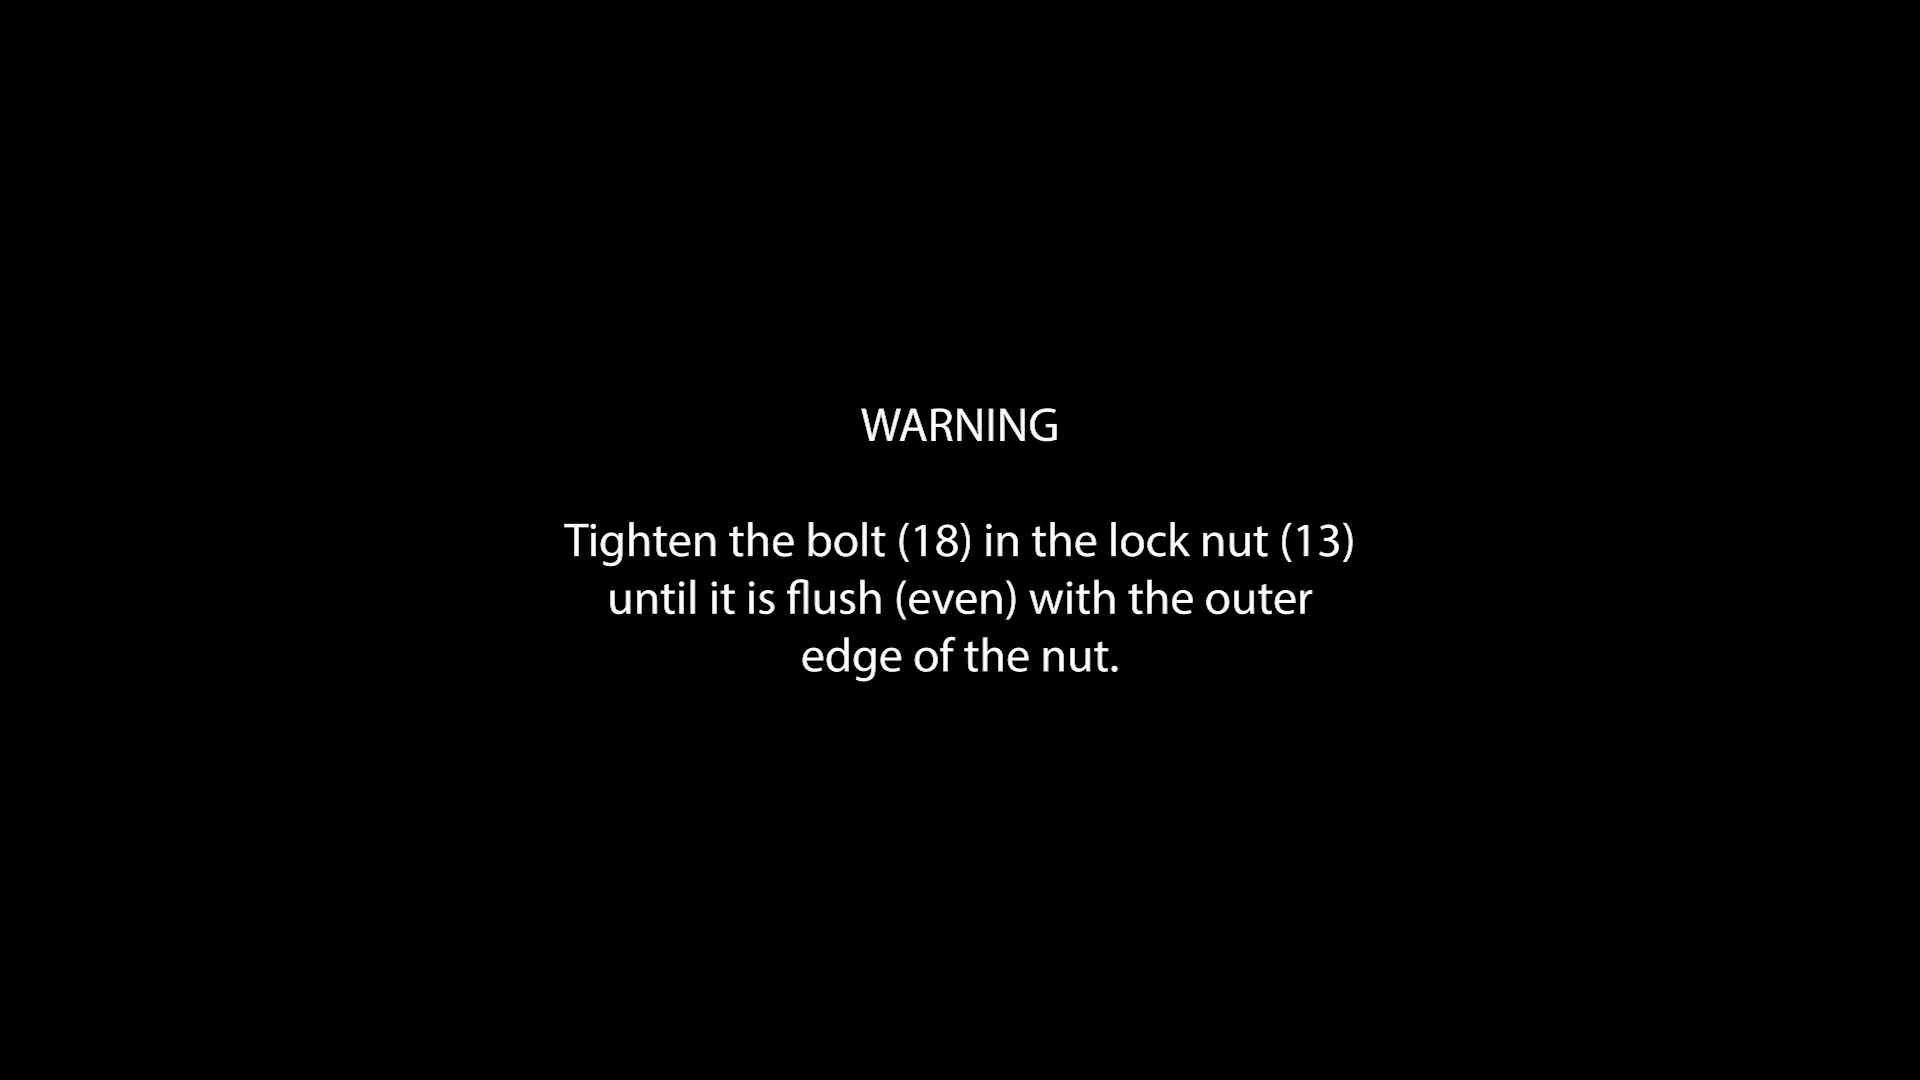 WARNING
Tighten the bolt (18) in the lock nut (13)
until it is flush (even) with the outer
edge of the nut.